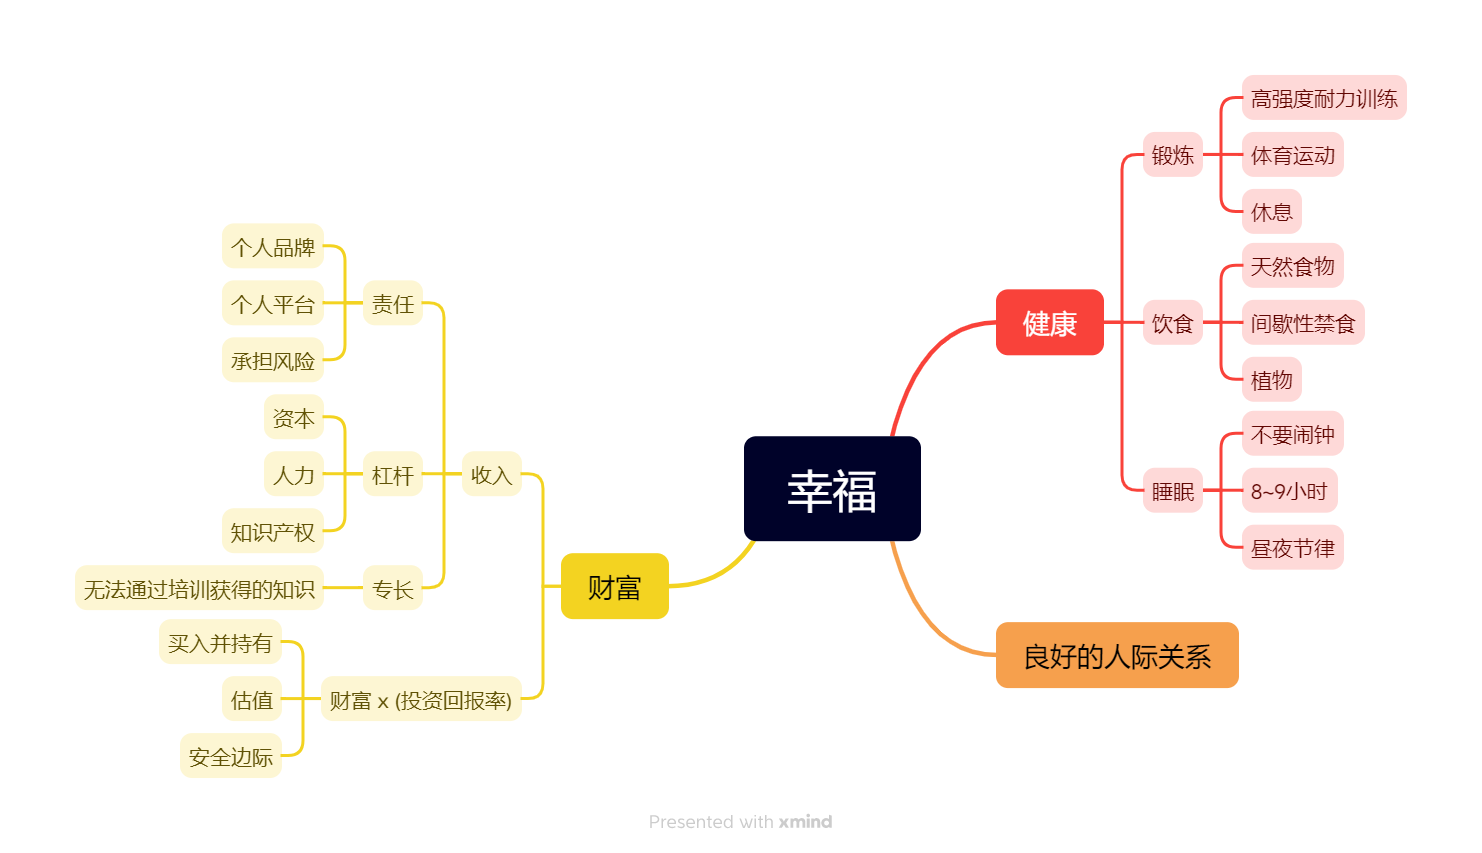 幸福
健康
锻炼
高强度耐力训练
体育运动
休息
饮食
天然食物
间歇性禁食
植物
睡眠
不要闹钟
8~9小时
昼夜节律
良好的人际关系
财富
收入
责任
个人品牌
个人平台
承担风险
杠杆
资本
人力
知识产权
专长
无法通过培训获得的知识
财富 x (投资回报率)
买入并持有
估值
安全边际
Presented with xmind